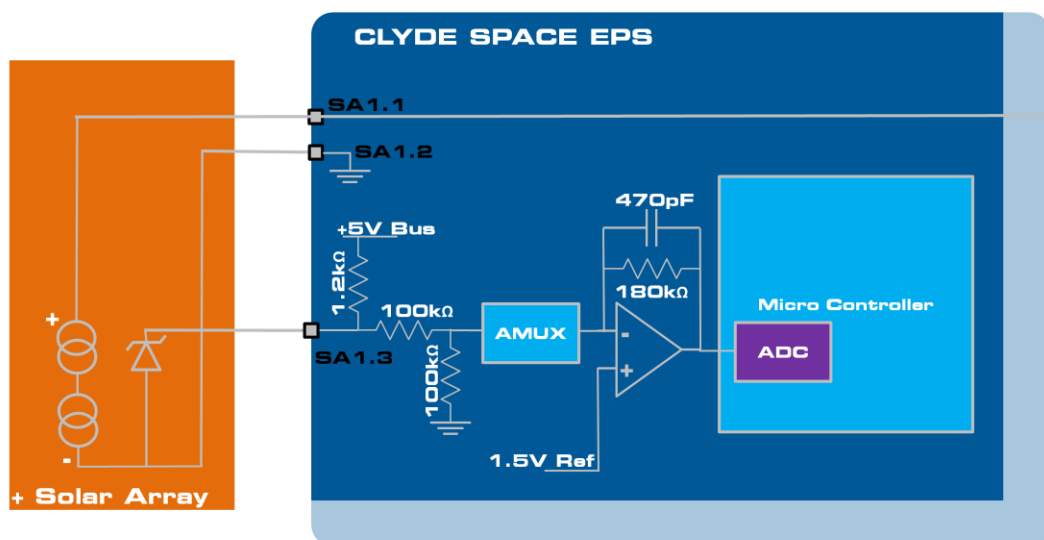 CLYDE SPACE EPS
SA1.1
SA1.2
470pF
+5V Bus
1.2kΩ
180kΩ
Micro Controller
100kΩ
AMUX
-
ADC
+
SA1.3
+
100kΩ
1.5V Ref
-
+ Solar Array